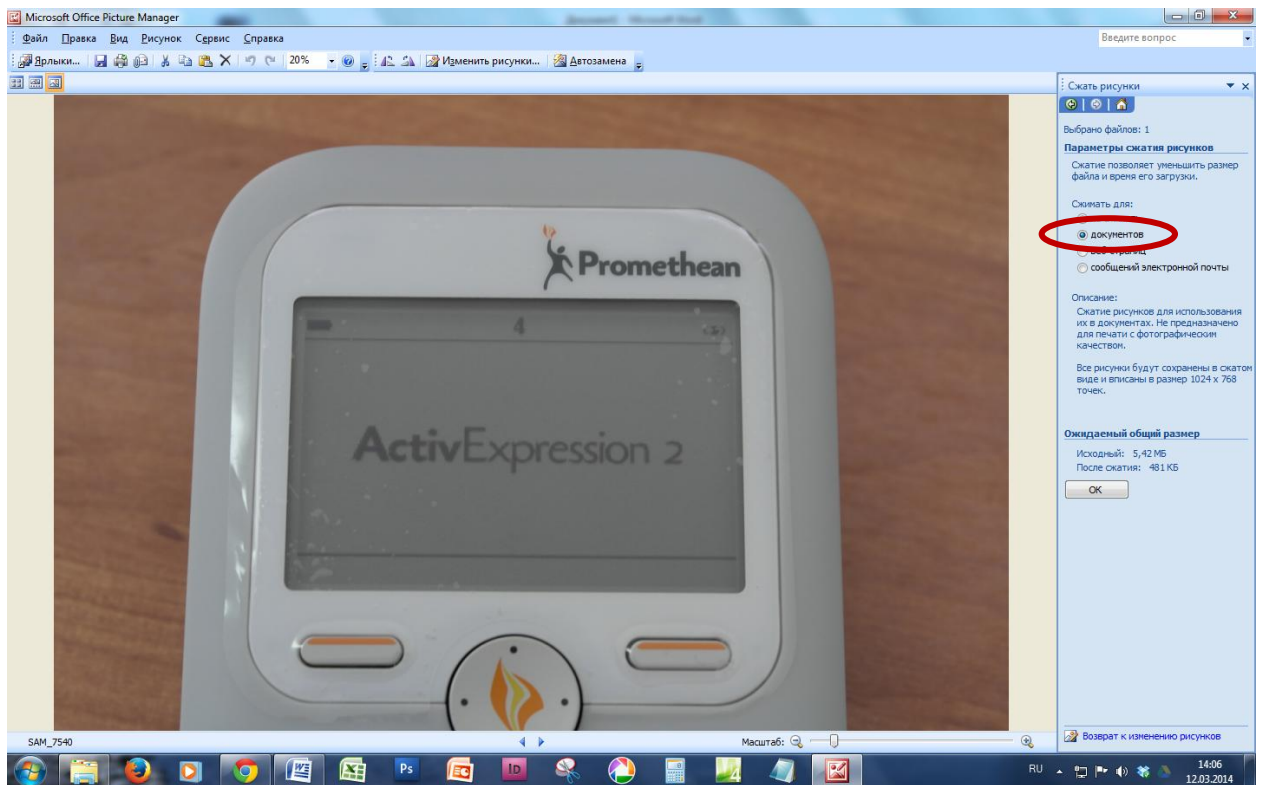 Microsoft Office Picture Manager
Файл Правка Вид Рисунок Сервис Справка
Введите вопрос
Ярлыки... 20% Изменить рисунки... Автозамена
Сжать рисунки
Выбрано файлов: 1
Параметры сжатия рисунков
Сжатие позволяет уменьшить размер
файла и время его загрузки.
Сжимать для:
документов
сообщений электронной почты
Описание:
Сжатие рисунков для использования
их в документах. Не предназначено
для печати с фотографическим
качеством.
Все рисунки будут сохранены в сжатом
виде и вписаны в размер 1024 x 768
точек.
Ожидаемый общий размер
Исходный: 5,42 МБ
После сжатия: 481 КБ
ОК
Возврат к изменению рисунков
Promethean
4
ActivExpression 2
SAM_7540
Масштаб:
Ps
ID
4
RU
14:06
12.03.2014